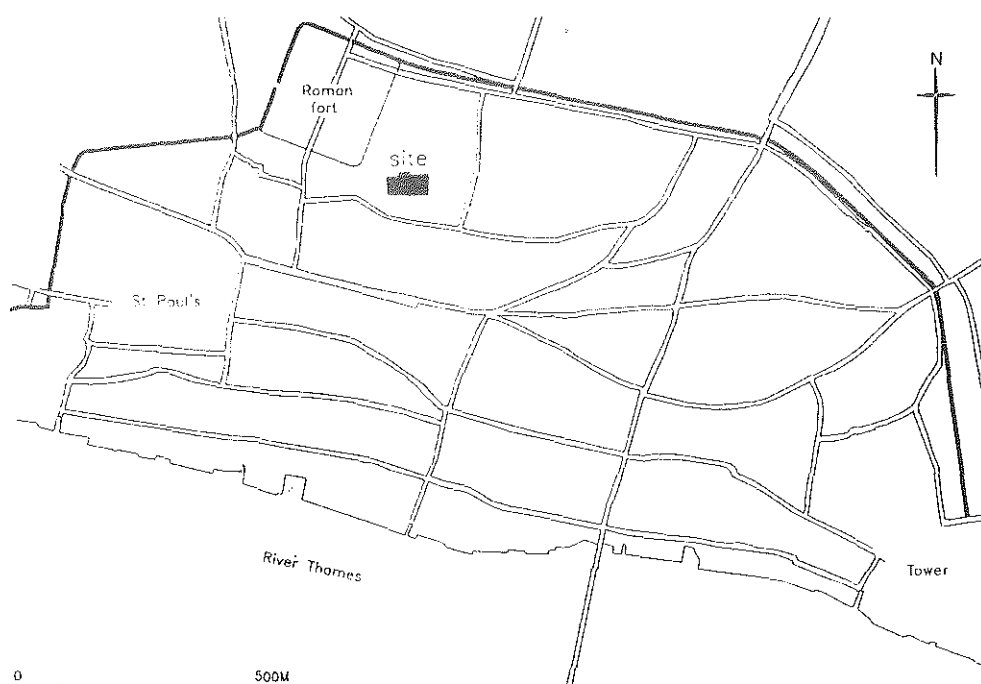 N
Roman
fort
site
St Paul's
River Thames
Tower
0 500M